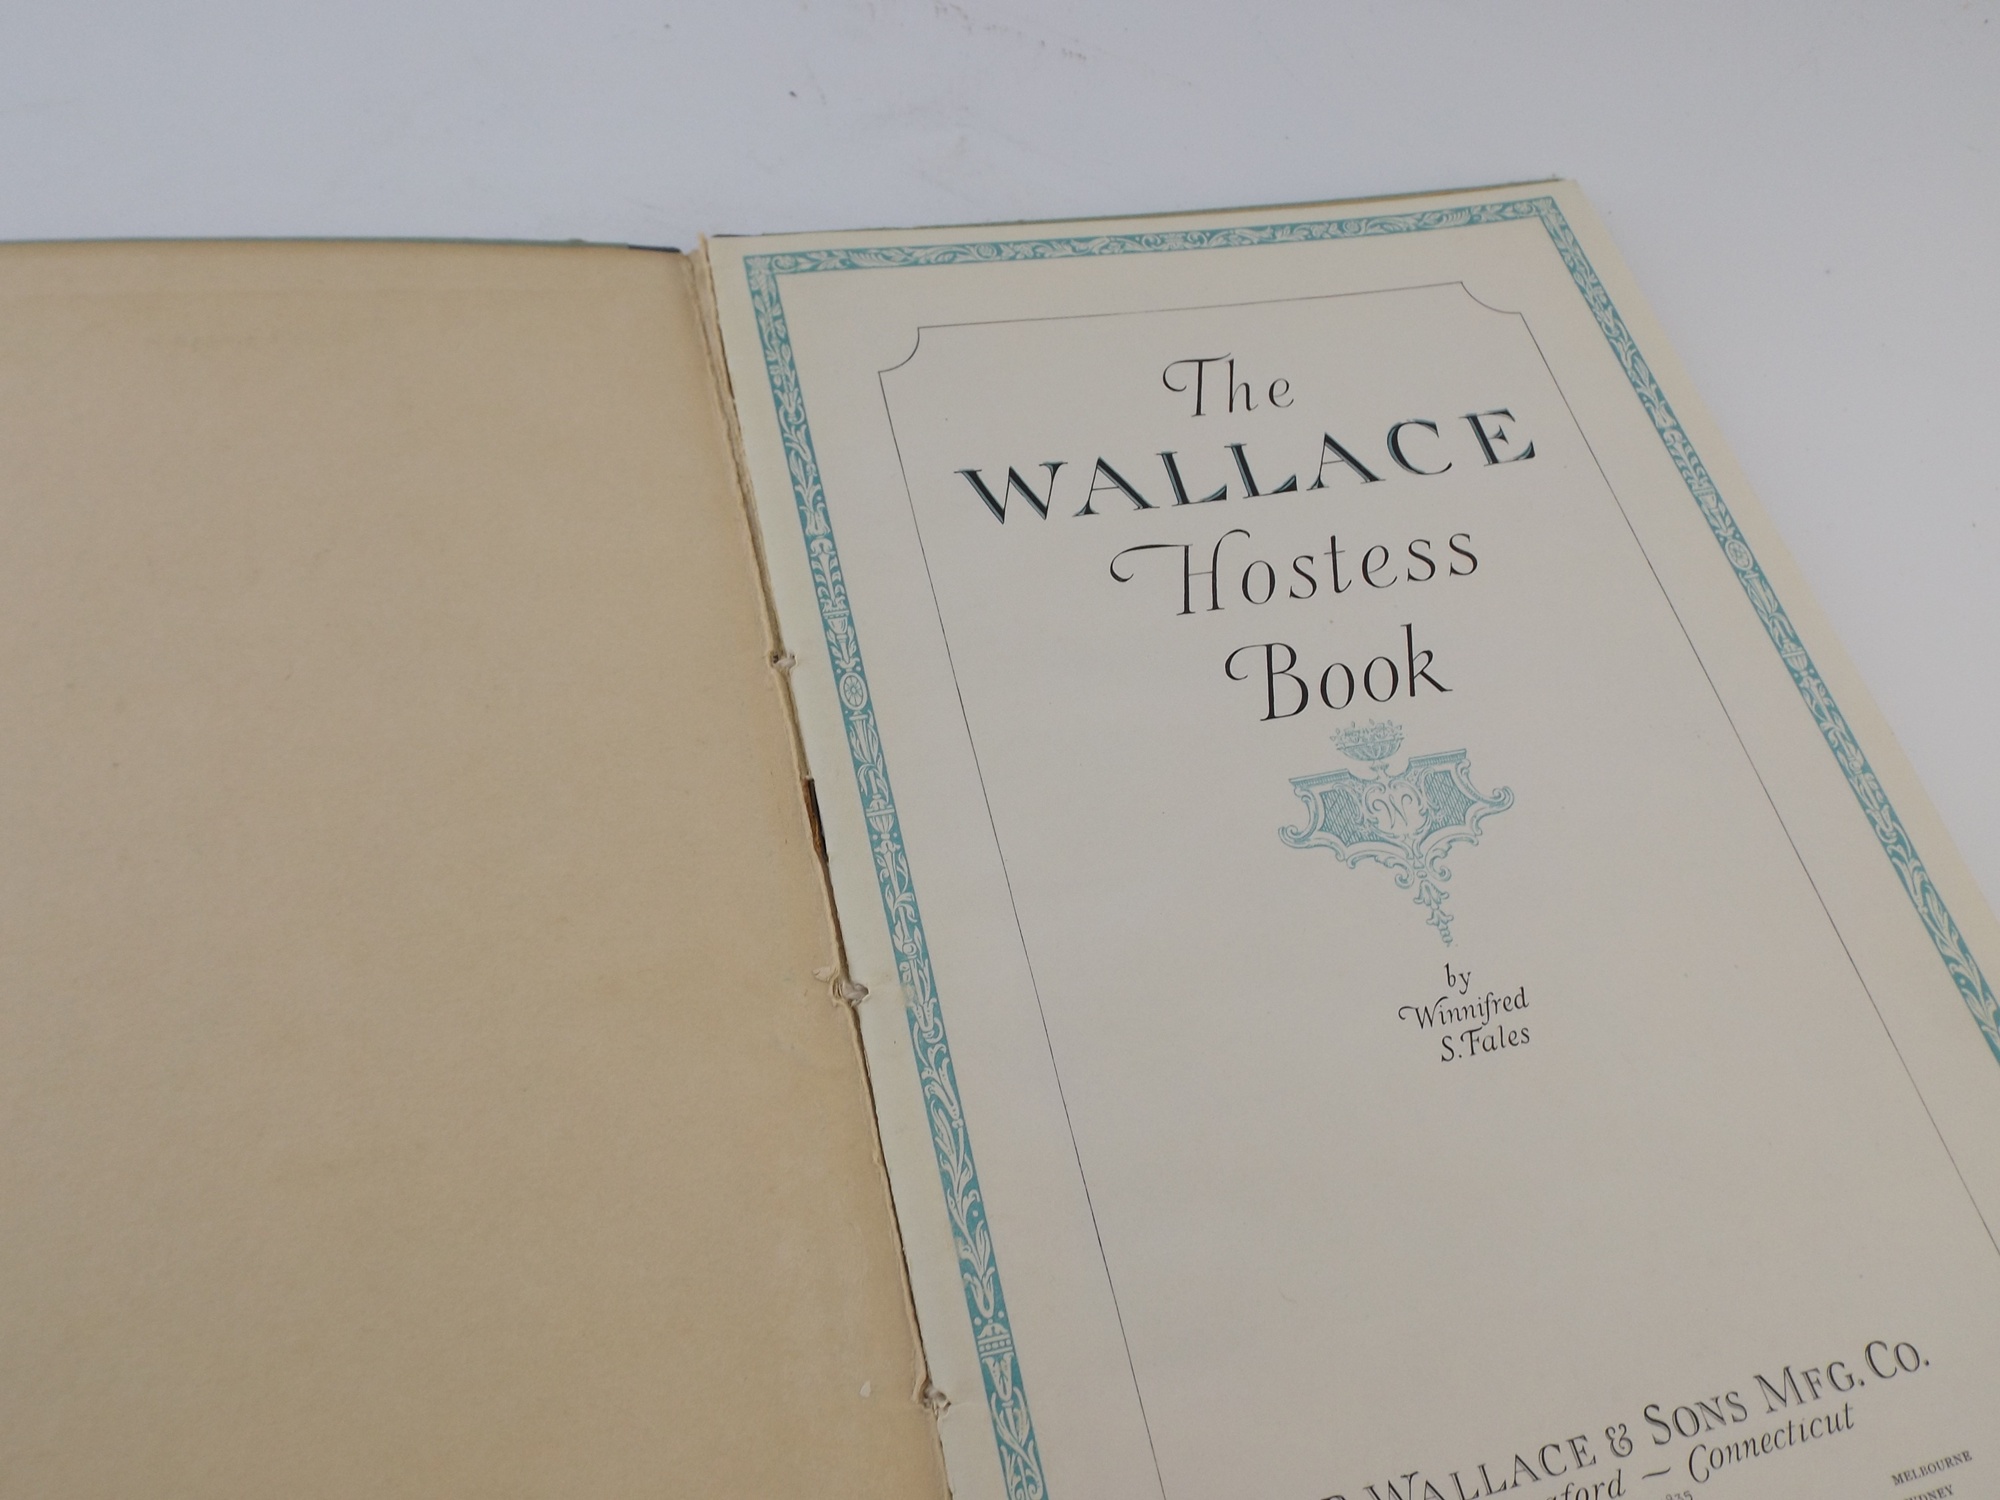 The
WALLACE
Hostess
Book
W
by
Winnifred
S. Fales
WALLACE & SONS MFG. CO.
Connecticut
MELBOURNE